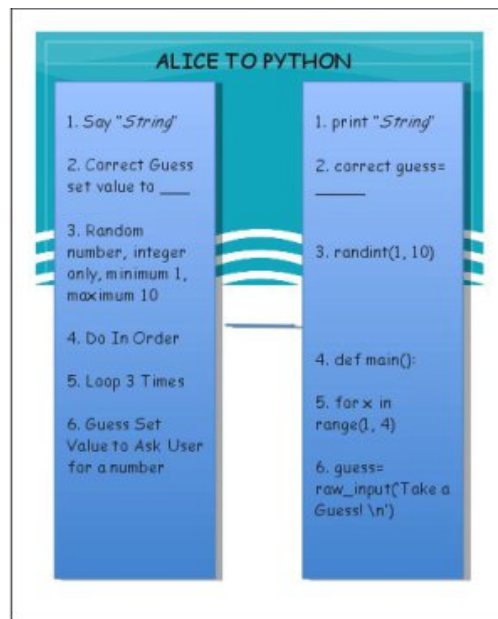 ALICE TO PYTHON
1. Say "String"
2. Correct Guess
set value to ___
3. Random
number, integer
only, minimum 1,
maximum 10
4. Do In Order
5. Loop 3 Times
6. Guess Set
Value to Ask User
for a number
1. print "String"
2. correct guess=
_____
3. randint(1, 10)
4. def main():
5. for x in
range(1, 4)
6. guess=
raw_input('Take a
Guess! \n')